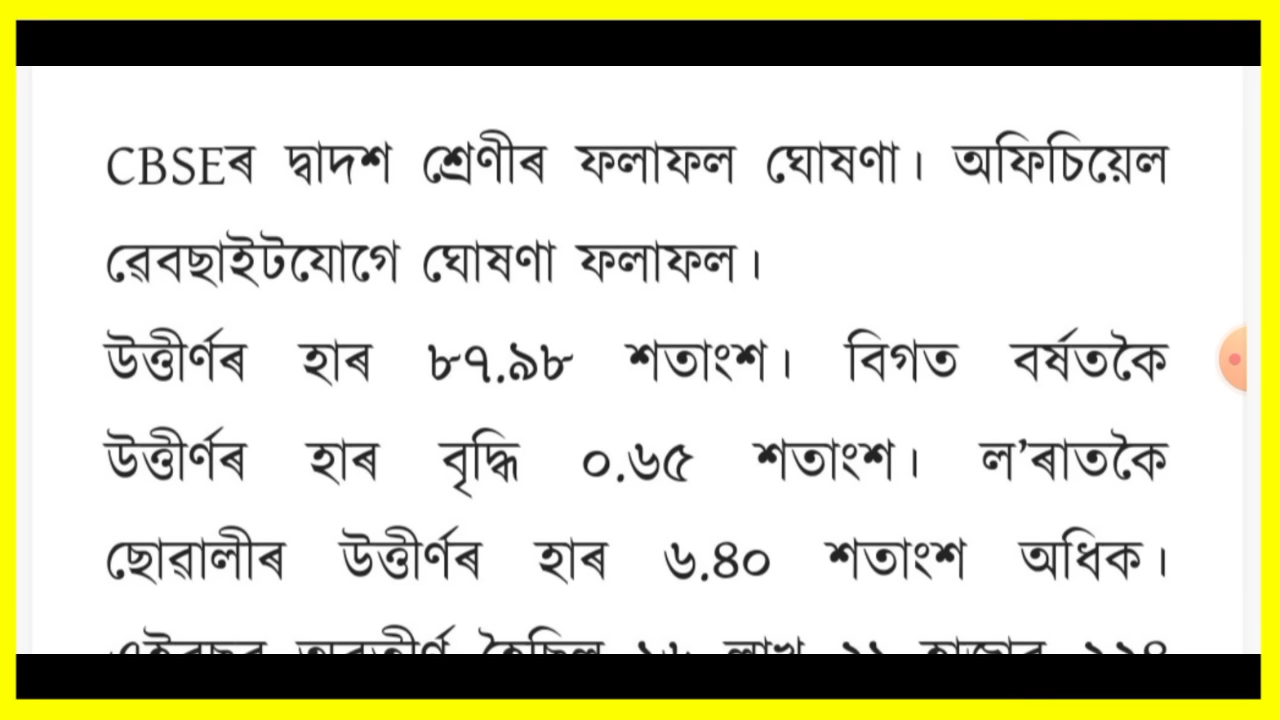 CBSEৰ দ্বাদশ শ্ৰেণীৰ ফলাফল ঘোষণা। অফিচিয়েল
ৱেবছাইটযোগে ঘোষণা ফলাফল।
উত্তীৰ্ণৰ হাৰ ৮৭.৯৮ শতাংশ। বিগত বৰ্ষতকৈ
উত্তীৰ্ণৰ হাৰ বৃদ্ধি ০.৬৫ শতাংশ। ল’ৰাতকৈ
ছোৱালীৰ উত্তীৰ্ণৰ হাৰ ৬.৪০ শতাংশ অধিক।